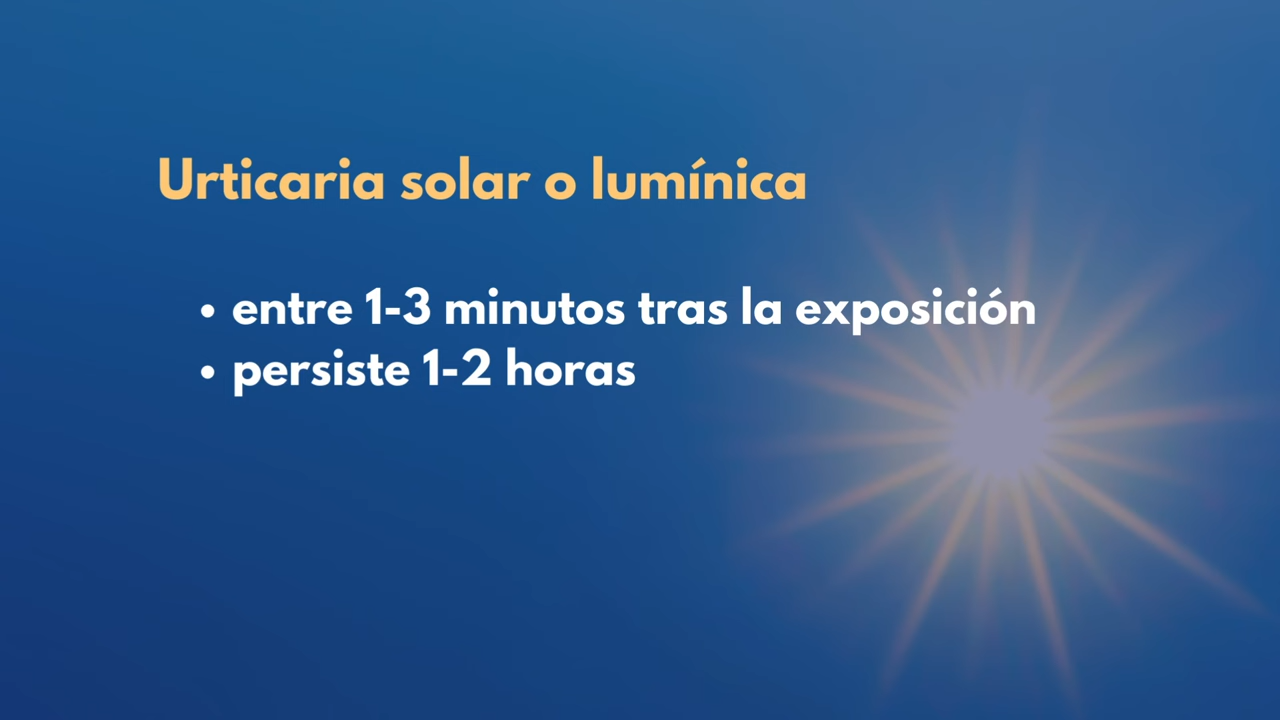 Urticaria solar o lumínica
• entre 1-3 minutos tras la exposición
• persiste 1-2 horas